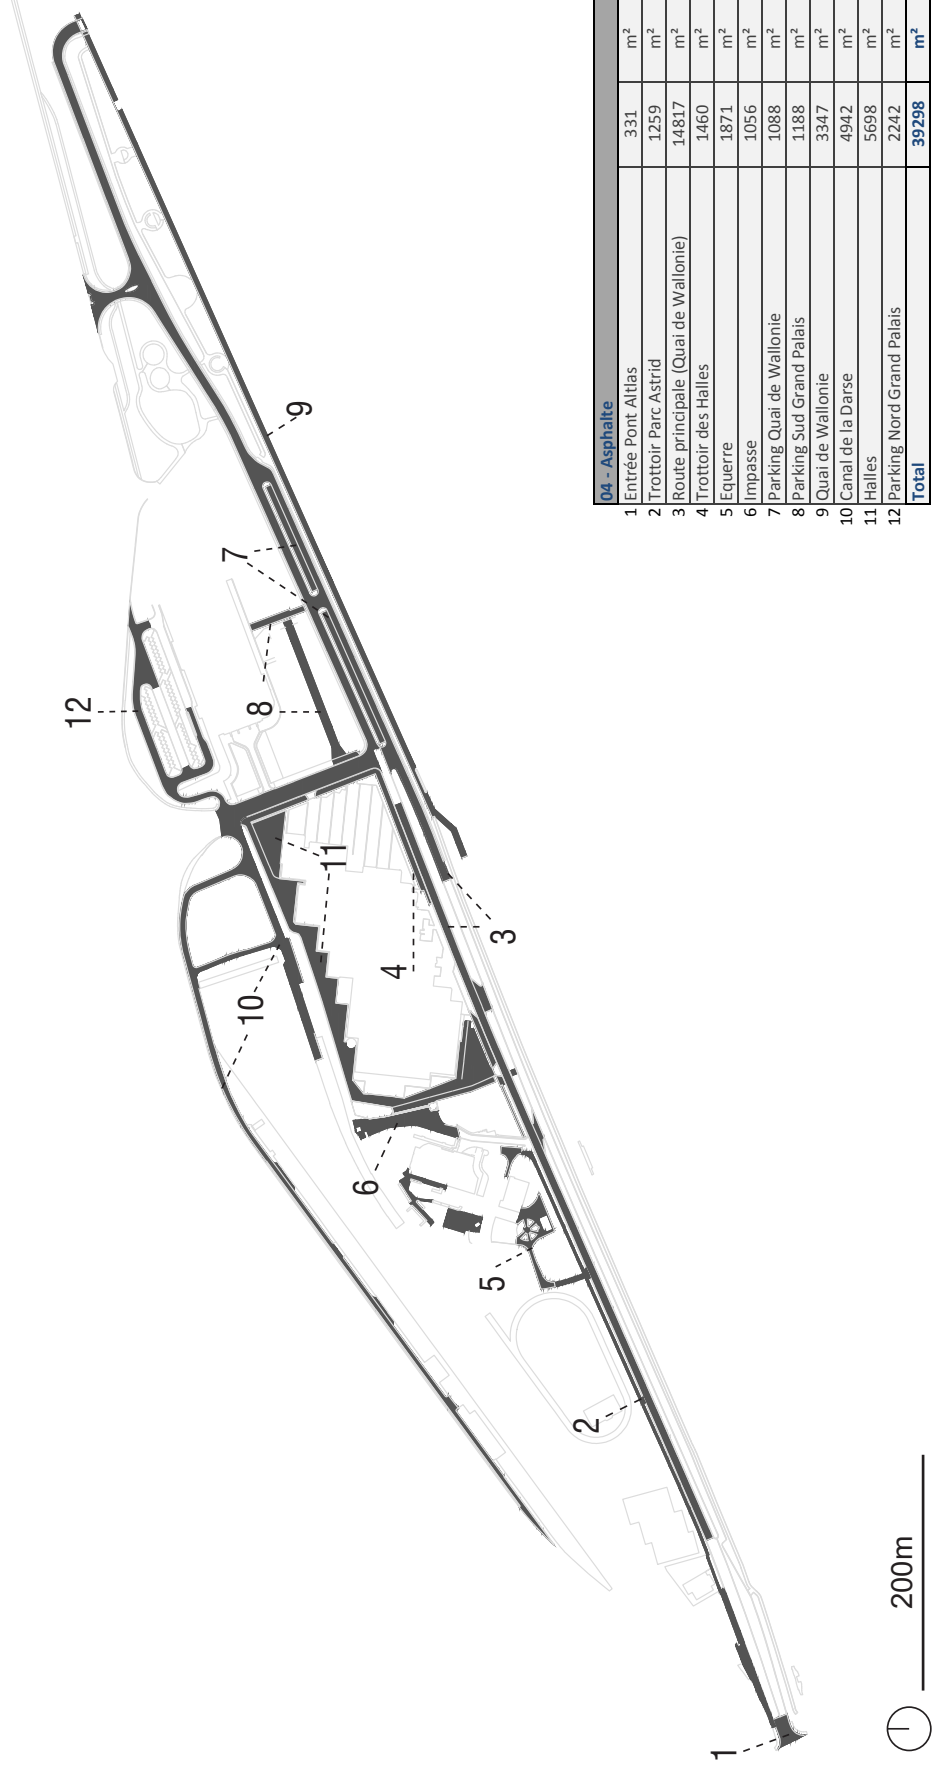 12
9
7
8
11
10
3
4
6
5
2
1
200m
04 - Asphalte
1 Entrée Pont Altlas 331 m²
2 Trottoir Parc Astrid 1259 m²
3 Route principale (Quai de Wallonie) 14817 m²
4 Trottoir des Halles 1460 m²
5 Equerre 1871 m²
6 Impasse 1056 m²
7 Parking Quai de Wallonie 1088 m²
8 Parking Sud Grand Palais 1188 m²
9 Quai de Wallonie 3347 m²
10 Canal de la Darse 4942 m²
11 Halles 5698 m²
12 Parking Nord Grand Palais 2242 m²
Total 39298 m²